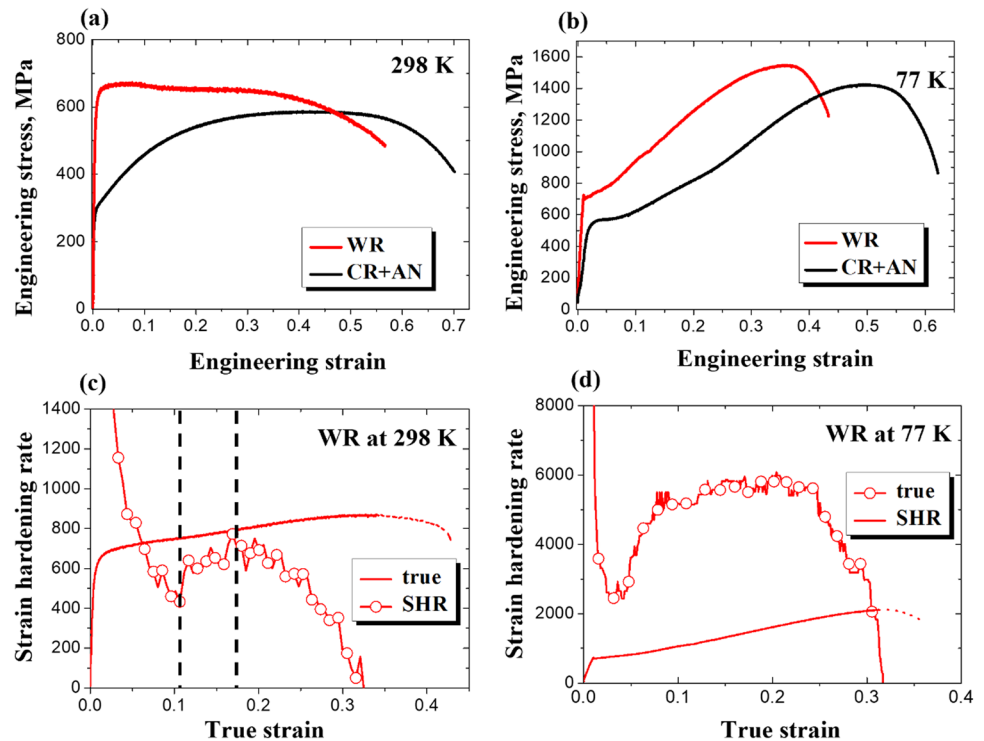 (a)
800
600
400
200
0
Engineering stress, MPa
298 K
WR
CR+AN
0.0 0.1 0.2 0.3 0.4 0.5 0.6 0.7
Engineering strain
(b)
1600
1400
1200
1000
800
600
400
200
0
Engineering stress, MPa
77 K
WR
CR+AN
0.0 0.1 0.2 0.3 0.4 0.5 0.6
Engineering strain
(c)
1400
1200
1000
800
600
400
200
0
Strain hardening rate
WR at 298 K
true
SHR
0.0 0.1 0.2 0.3 0.4
True strain
(d)
8000
6000
4000
2000
0
Strain hardening rate
WR at 77 K
true
SHR
0.0 0.1 0.2 0.3 0.4
True strain